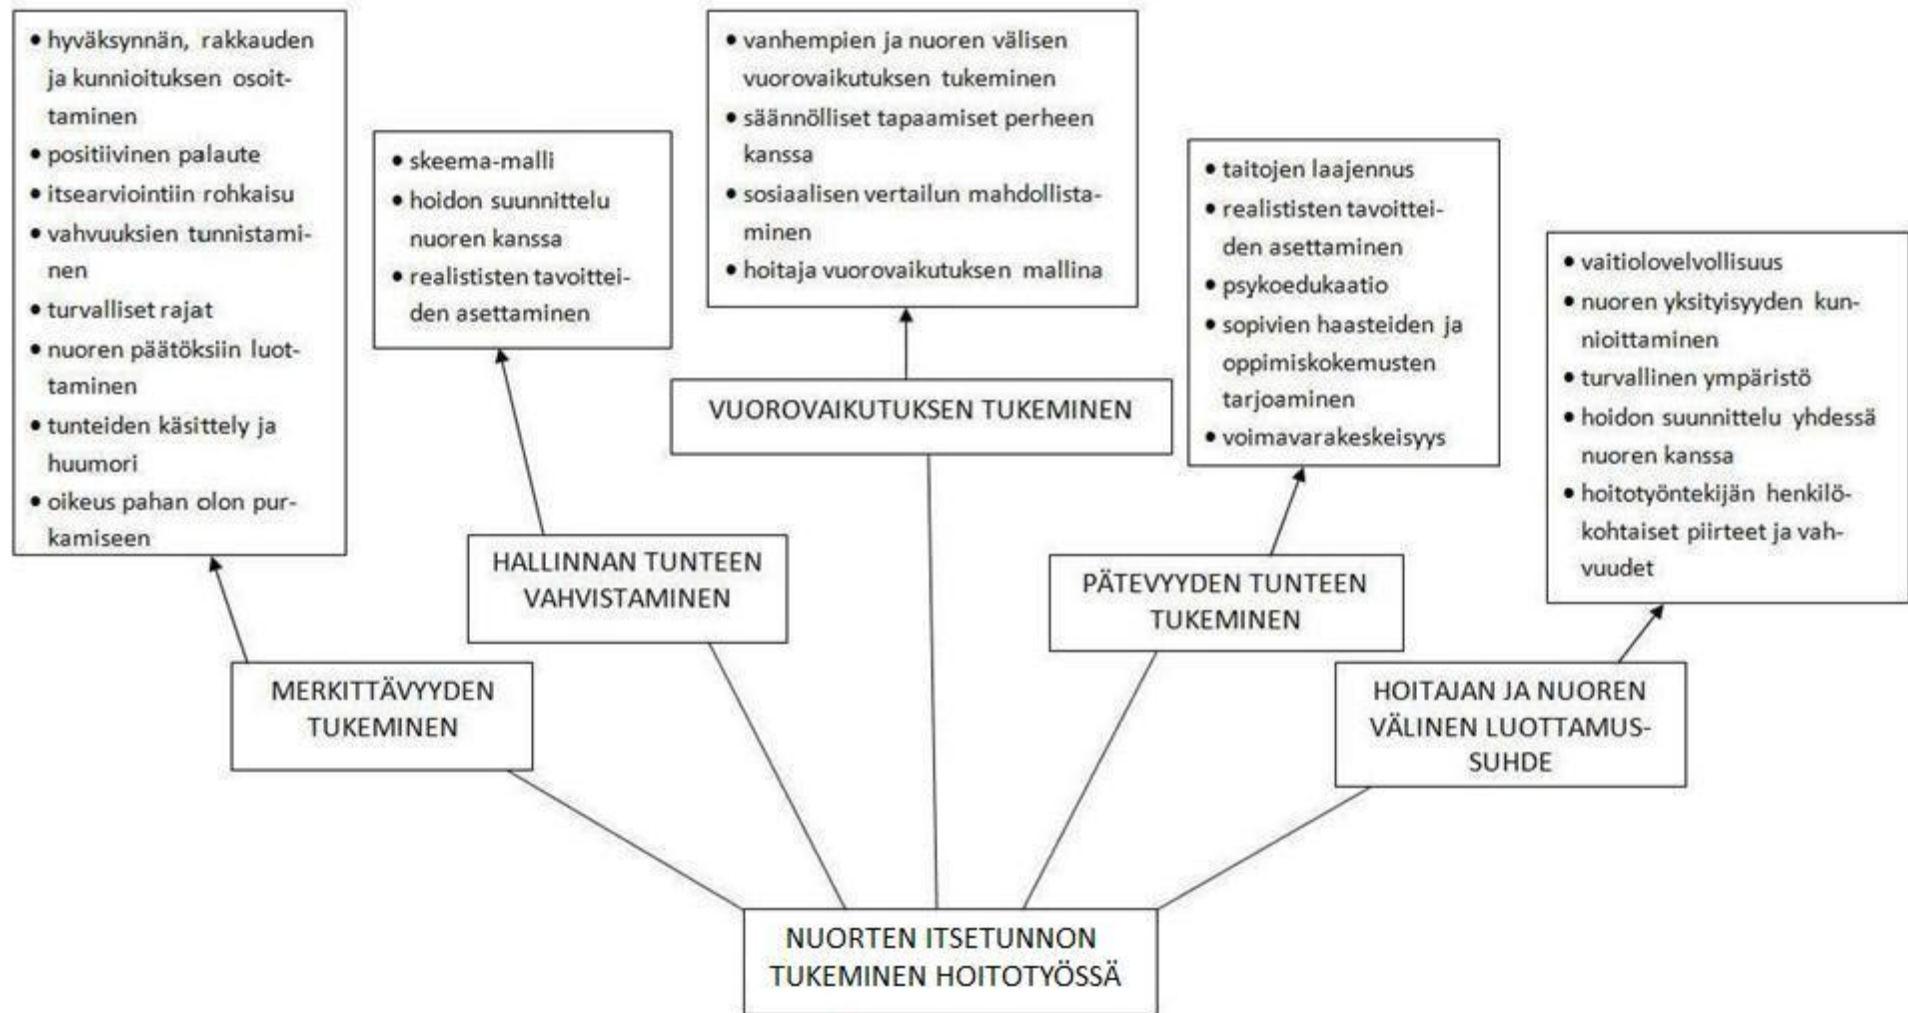 • hyväksynnän, rakkauden
ja kunnioituksen osoit-
taminen
• positiivinen palaute
• itsearviointiin rohkaisu
• vahvuuksien tunnistami-
nen
• turvalliset rajat
• nuoren päätöksiin luot-
taminen
• tunteiden käsittely ja
huumori
• oikeus pahan olon pur-
kamiseen
• skeema-malli
• hoidon suunnittelu
nuoren kanssa
• realististen tavoittei-
den asettaminen
• vanhempien ja nuoren välisen
vuorovaikutuksen tukeminen
• säännölliset tapaamiset perheen
kanssa
• sosiaalisen vertailun mahdollista-
minen
• hoitaja vuorovaikutuksen mallina
• taitojen laajennus
• realististen tavoittei-
den asettaminen
• psykoedukaatio
• sopivien haasteiden ja
oppimiskokemusten
tarjoaminen
• voimavarakeskeisyys
• vaitiolovelvollisuus
• nuoren yksityisyyden kun-
nioittaminen
• turvallinen ympäristö
• hoidon suunnittelu yhdessä
nuoren kanssa
• hoitotyöntekijän henkilö-
kohtaiset piirteet ja vah-
vuudet
MERKITTÄVYYDEN
TUKEMINEN
HALLINNAN TUNTEEN
VAHVISTAMINEN
VUOROVAIKUTUKSEN TUKEMINEN
PÄTEVYYDEN TUNTEEN
TUKEMINEN
HOITAJAN JA NUOREN
VÄLINEN LUOTTAMUS-
SUHDE
NUORTEN ITSETUNNON
TUKEMINEN HOITOTYÖSSÄ